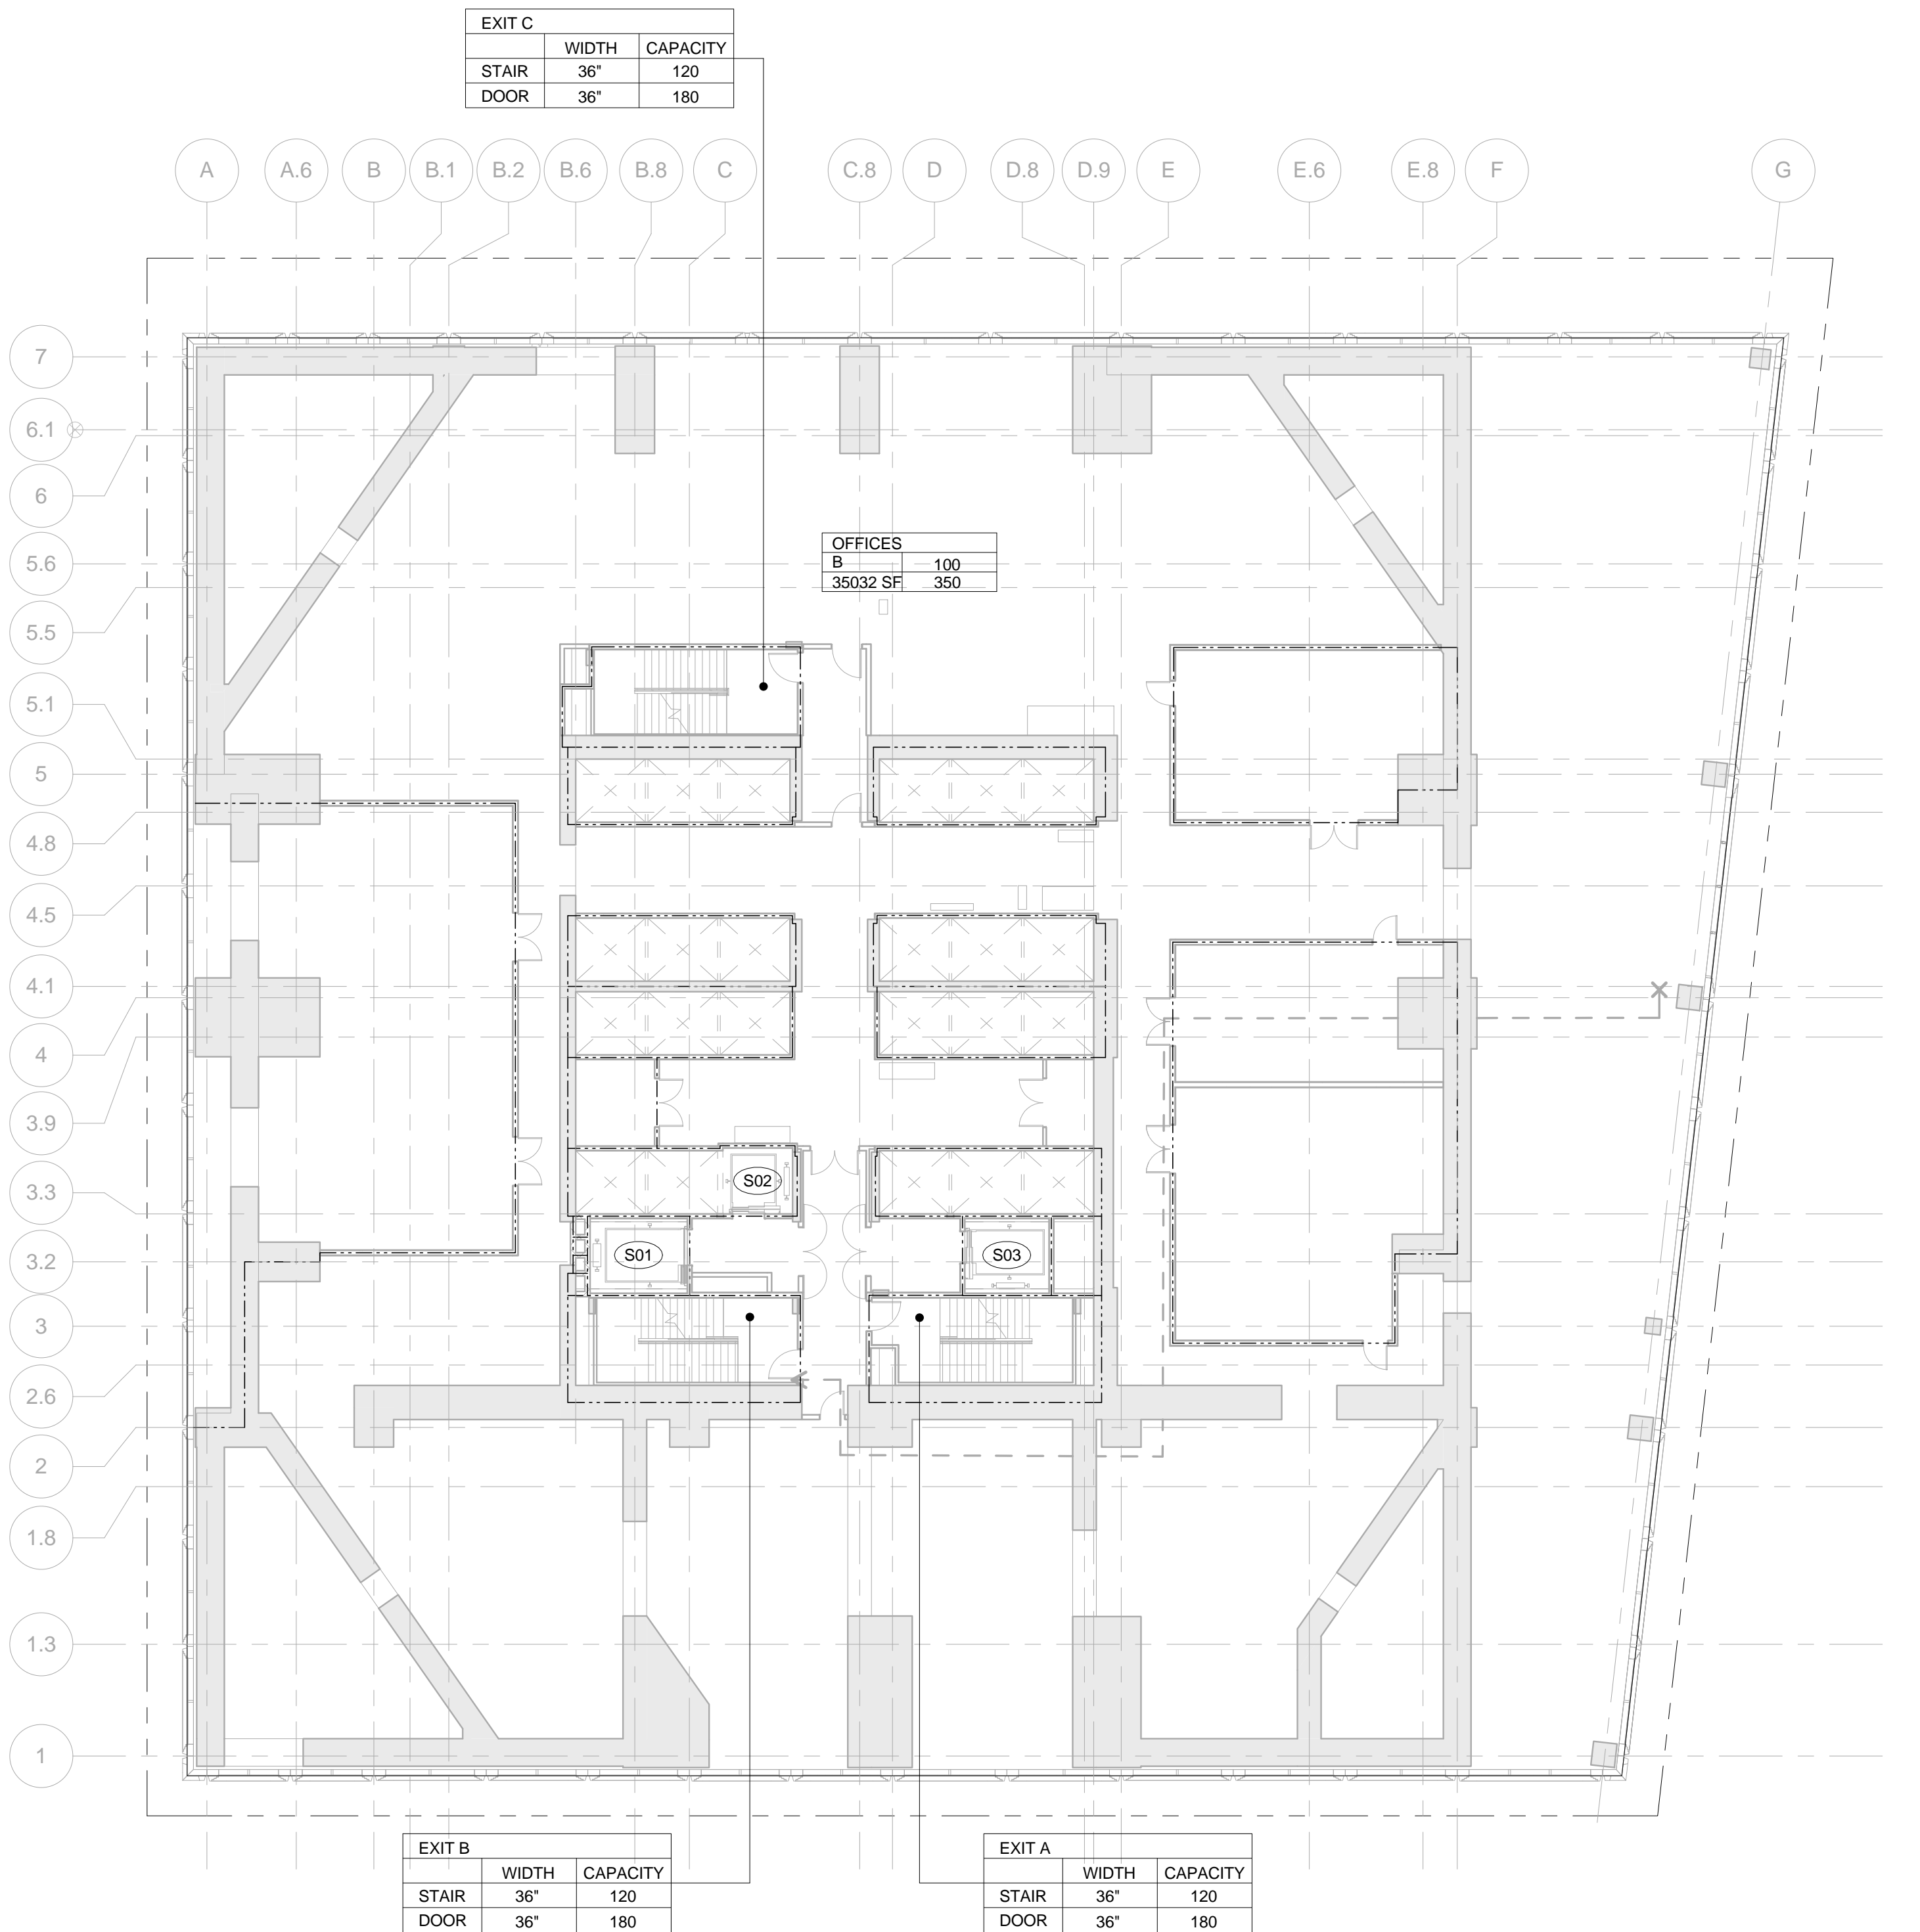 EXIT C
WIDTH CAPACITY
STAIR 36" 120
DOOR 36" 180
A A.6 B B.1 B.2 B.6 B.8 C C.8 D D.8 D.9 E E.6 E.8 F G
7
6.1
6
OFFICES
B 100
5.6
35032 SF 350
5.5
5.1
5
4.8
4.5
4.1
4
3.9
S02
3.3
S01 S03
3.2
3
2.6
2
1.8
1.3
1
EXIT B
WIDTH CAPACITY
STAIR 36" 120
DOOR 36" 180
EXIT A
WIDTH CAPACITY
STAIR 36" 120
DOOR 36" 180